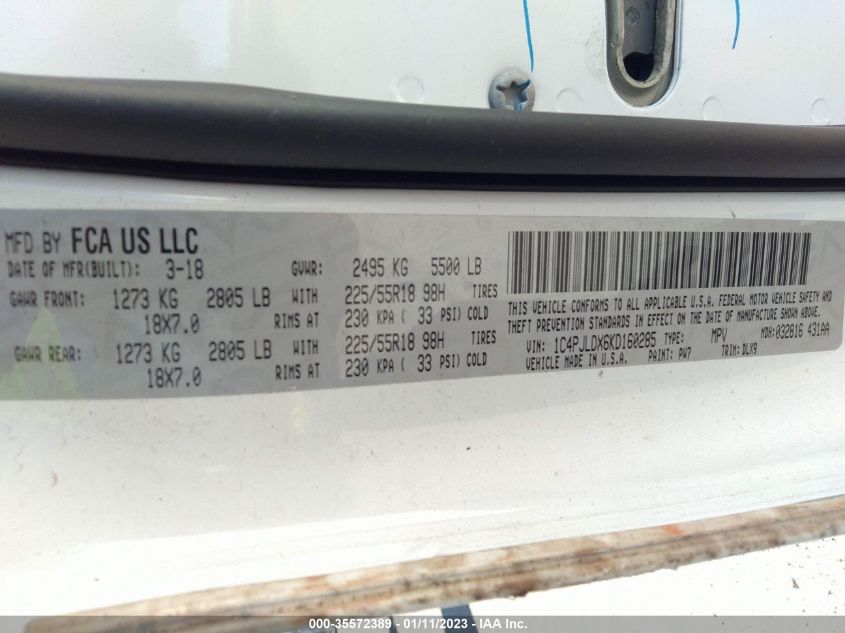 MFD BY FCA US LLC
DATE OF MFR(BUILT): 3-18 GVWR: 2495 KG 5500 LB
GAWR FRONT: 1273 KG 2805 LB WITH 225/55R18 98H TIRES
18X7.0 RIMS AT 230 KPA ( 33 PSI) COLD
GAWR REAR: 1273 KG 2805 LB WITH 225/55R18 98H TIRES
18X7.0 RIMS AT 230 KPA ( 33 PSI) COLD
THIS VEHICLE CONFORMS TO ALL APPLICABLE U.S.A. FEDERAL MOTOR VEHICLE SAFETY AND
THEFT PREVENTION STANDARDS IN EFFECT ON THE DATE OF MANUFACTURE SHOWN ABOVE.
VIN: 1C4PJLDX6KD160285 TYPE: MPV MDH:032816 431AA
VEHICLE MADE IN U.S.A. PAINT: PW7 TRIM: DLX9
000-35572389 - 01/11/2023 - IAA Inc.